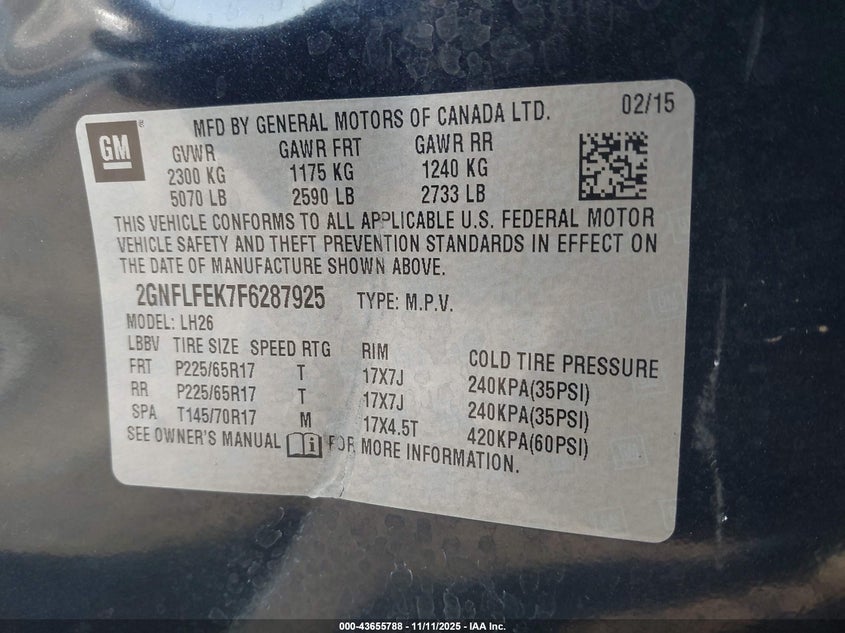 GM
®
MFD BY GENERAL MOTORS OF CANADA LTD.
02/15
GVWR GAWR FRT GAWR RR
2300 KG 1175 KG 1240 KG
5070 LB 2590 LB 2733 LB
THIS VEHICLE CONFORMS TO ALL APPLICABLE U.S. FEDERAL MOTOR
VEHICLE SAFETY AND THEFT PREVENTION STANDARDS IN EFFECT ON
THE DATE OF MANUFACTURE SHOWN ABOVE.
2GNFLFEK7F6287925 TYPE: M.P.V.
MODEL: LH26
LBBV TIRE SIZE SPEED RTG RIM COLD TIRE PRESSURE
FRT P225/65R17 T 17X7J 240KPA(35PSI)
RR P225/65R17 T 17X7J 240KPA(35PSI)
SPA T145/70R17 M 17X4.5T 420KPA(60PSI)
SEE OWNER'S MANUAL FOR MORE INFORMATION.
000-43655788 - 11/11/2025 - IAA Inc.